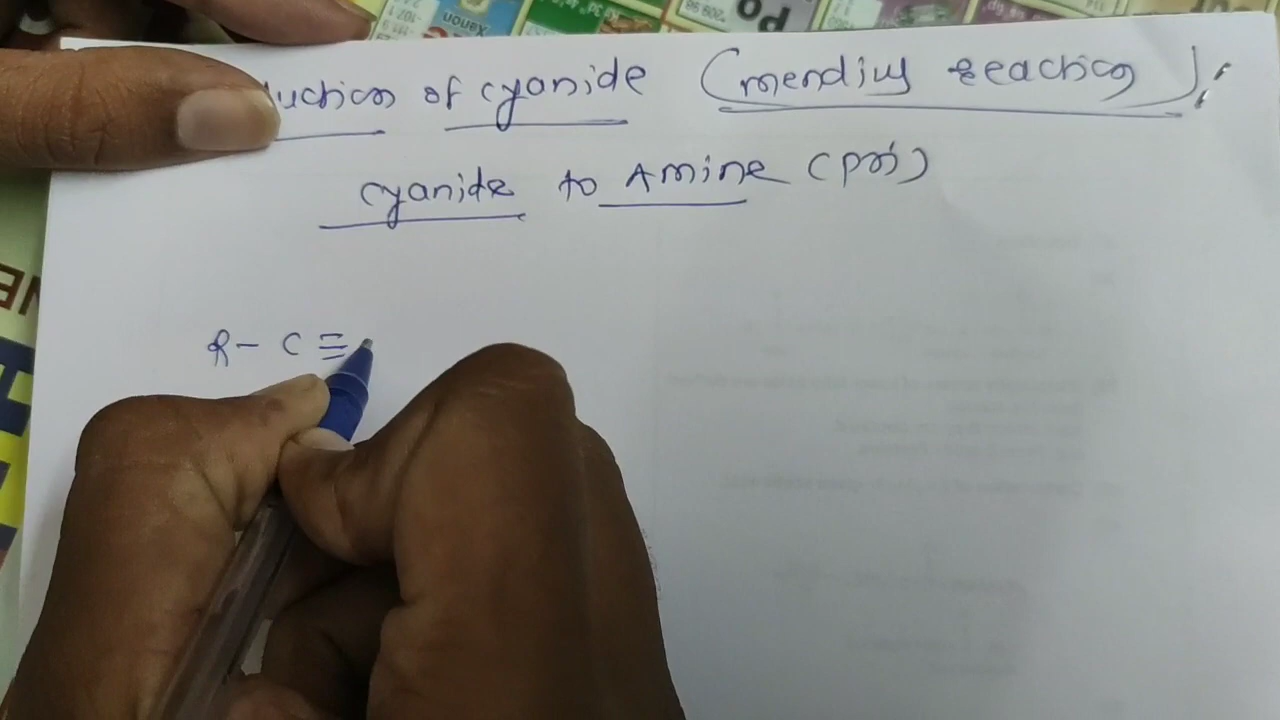 uction of cyanide (mendius reaction):
cyanide to Amine (pri)
R - C ≡